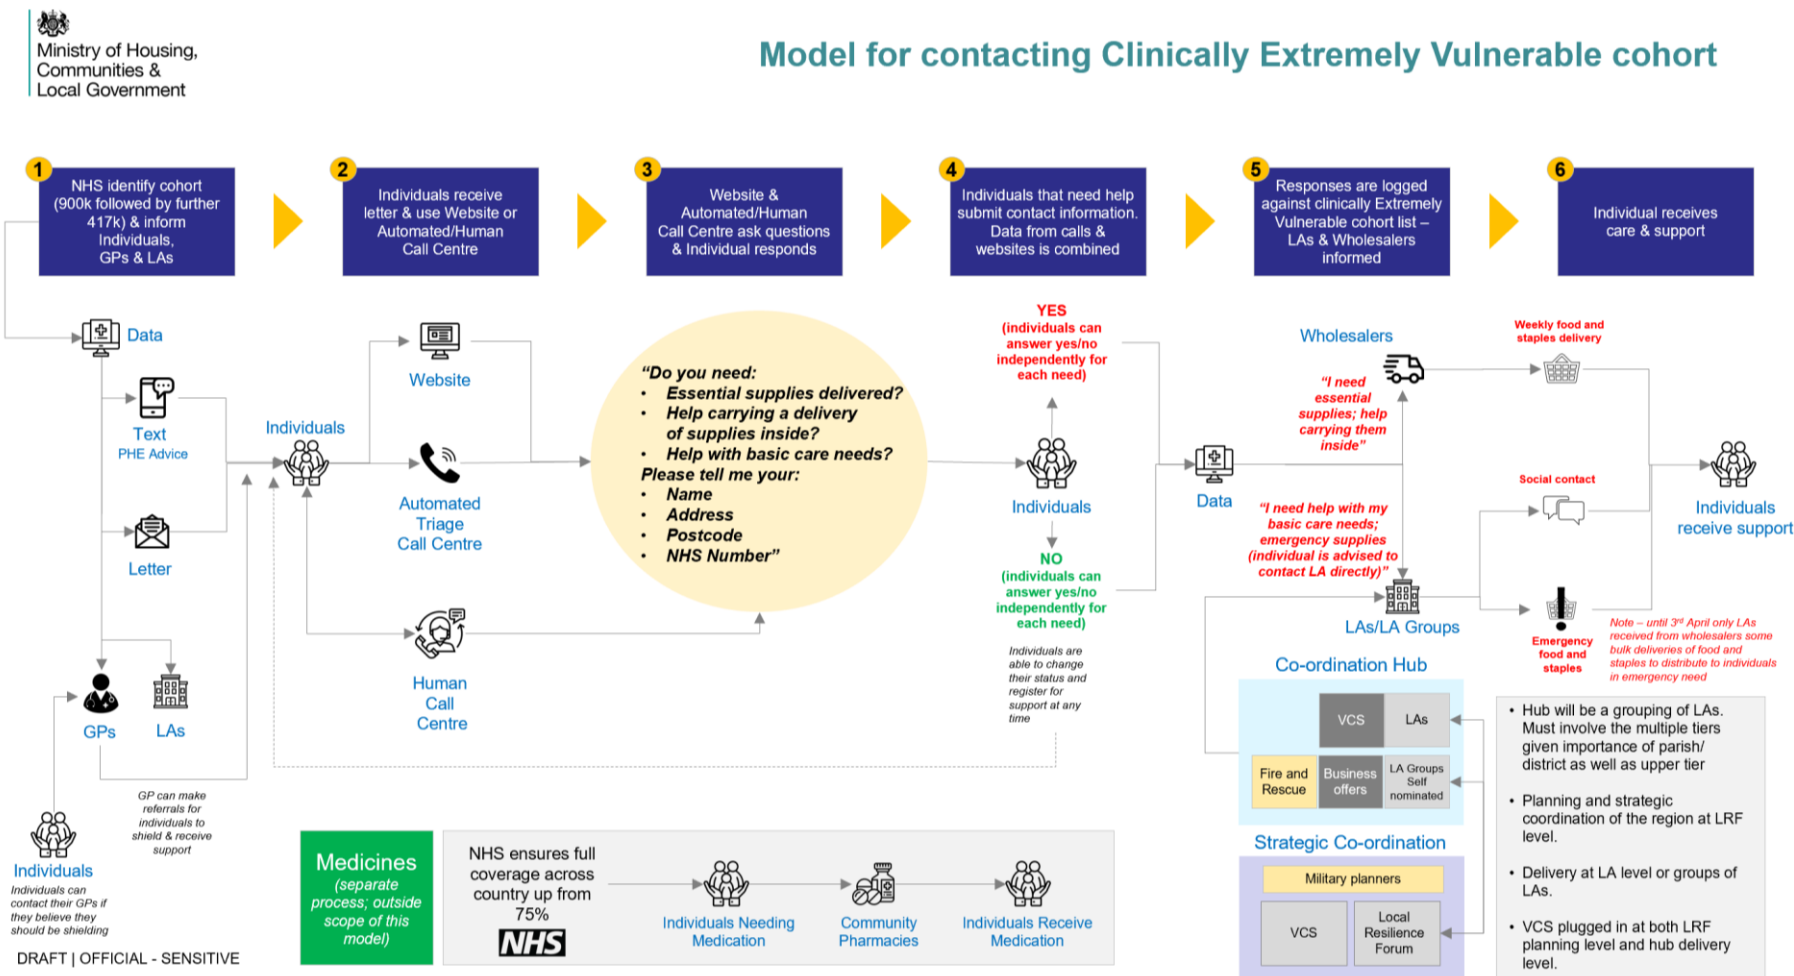 Ministry of Housing,
Communities &
Local Government
Model for contacting Clinically Extremely Vulnerable cohort
1
NHS identify cohort
(900k followed by further
417k) & inform
Individuals,
GPs & LAs
2
Individuals receive
letter & use Website or
Automated/Human
Call Centre
3
Website &
Automated/Human
Call Centre ask questions
& Individual responds
4
Individuals that need help
submit contact information.
Data from calls &
websites is combined
5
Responses are logged
against clinically Extremely
Vulnerable cohort list –
LAs & Wholesalers
informed
6
Individual receives
care & support
Data
Text
PHE Advice
Letter
GPs
LAs
GP can make
referrals for
individuals to
shield & receive
support
Individuals
Individuals can
contact their GPs if
they believe they
should be shielding
DRAFT | OFFICIAL - SENSITIVE
Individuals
Website
Automated
Triage
Call Centre
Human
Call
Centre
“Do you need:
• Essential supplies delivered?
• Help carrying a delivery
of supplies inside?
• Help with basic care needs?
Please tell me your:
• Name
• Address
• Postcode
• NHS Number”
YES
(individuals can
answer yes/no
independently for
each need)
Individuals
NO
(individuals can
answer yes/no
independently for
each need)
Individuals are
able to change
their status and
register for
support at any
time
Data
Wholesalers
“I need
essential
supplies; help
carrying them
inside”
“I need help with my
basic care needs;
emergency supplies
(individual is advised to
contact LA directly)”
LAs/LA Groups
Weekly food and
staples delivery
Social contact
Emergency
food and
staples
Individuals
receive support
Note – until 3rd April only LAs
received from wholesalers some
bulk deliveries of food and
staples to distribute to individuals
in emergency need
Co-ordination Hub
VCS
LAs
Fire and
Rescue
Business
offers
LA Groups
Self
nominated
Strategic Co-ordination
Military planners
VCS
Local
Resilience
Forum
• Hub will be a grouping of LAs.
Must involve the multiple tiers
given importance of parish/
district as well as upper tier
• Planning and strategic
coordination of the region at LRF
level.
• Delivery at LA level or groups of
LAs.
• VCS plugged in at both LRF
planning level and hub delivery
level.
Medicines
(separate
process; outside
scope of this
model)
NHS ensures full
coverage across
country up from
75%
NHS
Individuals Needing
Medication
Community
Pharmacies
Individuals Receive
Medication